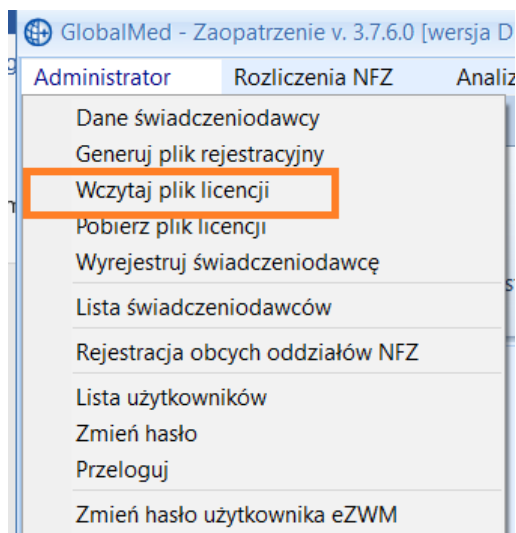 GlobalMed - Zaopatrzenie v. 3.7.6.0 [wersja D
Administrator Rozliczenia NFZ Analiz
Dane świadczeniodawcy
Generuj plik rejestracyjny
Wczytaj plik licencji
Pobierz plik licencji
Wyrejestruj świadczeniodawcę
Lista świadczeniodawców
Rejestracja obcych oddziałów NFZ
Lista użytkowników
Zmień hasło
Przeloguj
Zmień hasło użytkownika eZWM